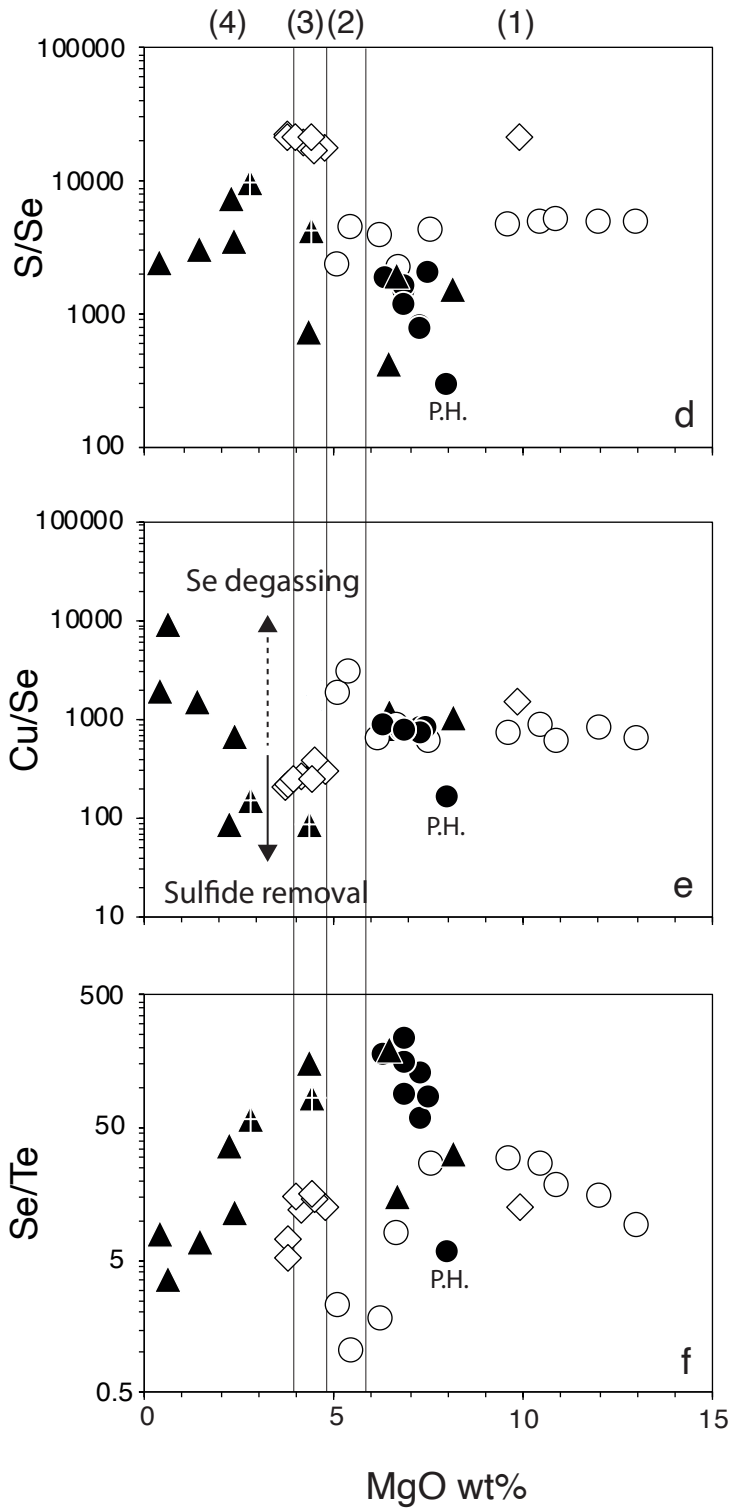 (4) (3) (2) (1)
100000
10000
S/Se
1000
P.H.
d
100
100000
Se degassing
10000
Cu/Se
1000
100
P.H.
Sulfide removal
e
10
500
50
Se/Te
5
P.H.
f
0.5
0 5 10 15
MgO wt%